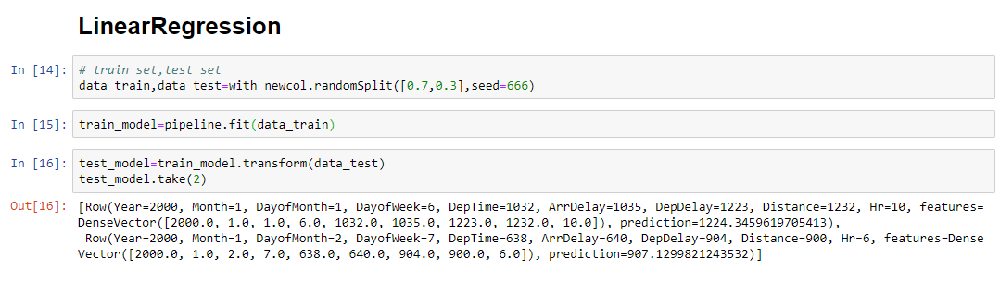 LinearRegression
In [14]: # train set,test set
data_train,data_test=with_newcol.randomSplit([0.7,0.3],seed=666)
In [15]: train_model=pipeline.fit(data_train)
In [16]: test_model=train_model.transform(data_test)
test_model.take(2)
Out[16]: [Row(Year=2000, Month=1, DayofMonth=1, DayofWeek=6, DepTime=1032, ArrDelay=1035, DepDelay=1223, Distance=1232, Hr=10, features=
DenseVector([2000.0, 1.0, 1.0, 6.0, 1032.0, 1035.0, 1223.0, 1232.0, 10.0]), prediction=1224.3459619705413),
Row(Year=2000, Month=1, DayofMonth=2, DayofWeek=7, DepTime=638, ArrDelay=640, DepDelay=904, Distance=900, Hr=6, features=Dense
Vector([2000.0, 1.0, 2.0, 7.0, 638.0, 640.0, 904.0, 900.0, 6.0]), prediction=907.1299821243532)]